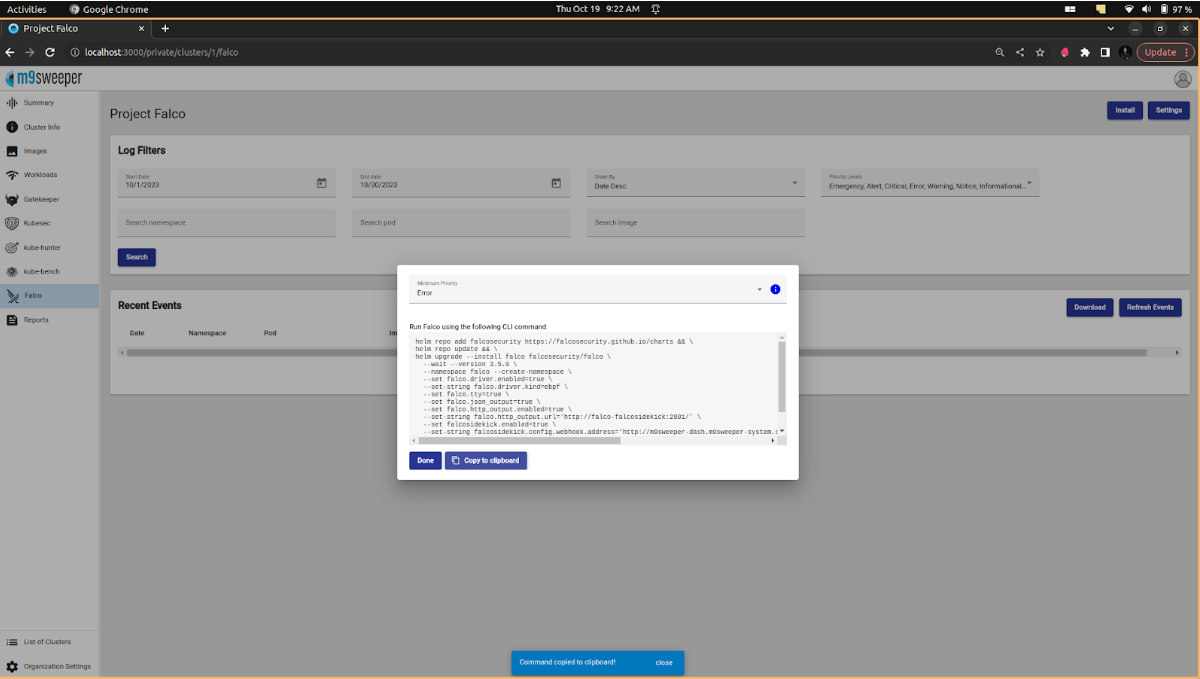 Activities
Google Chrome
Thu Oct 19 9:22 AM
97 %
Project Falco
localhost:3000/private/clusters/1/falco
Update
m9sweeper
Summary
Cluster Info
Images
Workloads
Gatekeeper
Kubesec
kube-hunter
kube-bench
Falco
Reports
List of Clusters
Organization Settings
Project Falco
Install
Settings
Log Filters
Start Date
10/1/2023
End date
10/30/2023
Order By
Date Desc
Priority Levels
Emergency, Alert, Critical, Error, Warning, Notice, Informational...
Search namespace
Search pod
Search image
Search
Recent Events
Download
Refresh Events
Date
Namespace
Pod
Im
Minimum Priority
Error
Run Falco using the following CLI command:
helm repo add falcosecurity https://falcosecurity.github.io/charts && \
helm repo update && \
helm upgrade --install falco falcosecurity/falco \
--wait --version 3.5.0 \
--namespace falco --create-namespace \
--set falco.driver.enabled=true \
--set-string falco.driver.kind=ebpf \
--set falco.tty=true \
--set falco.json_output=true \
--set falco.http_output.enabled=true \
--set-string falco.http_output.url='http://falco-falcosidekick:2801/' \
--set falcosidekick.enabled=true \
--set-string falcosidekick.config.webhook.address='http://m9sweeper-dash.m9sweeper-system.s
Done
Copy to clipboard
Command copied to clipboard!
close